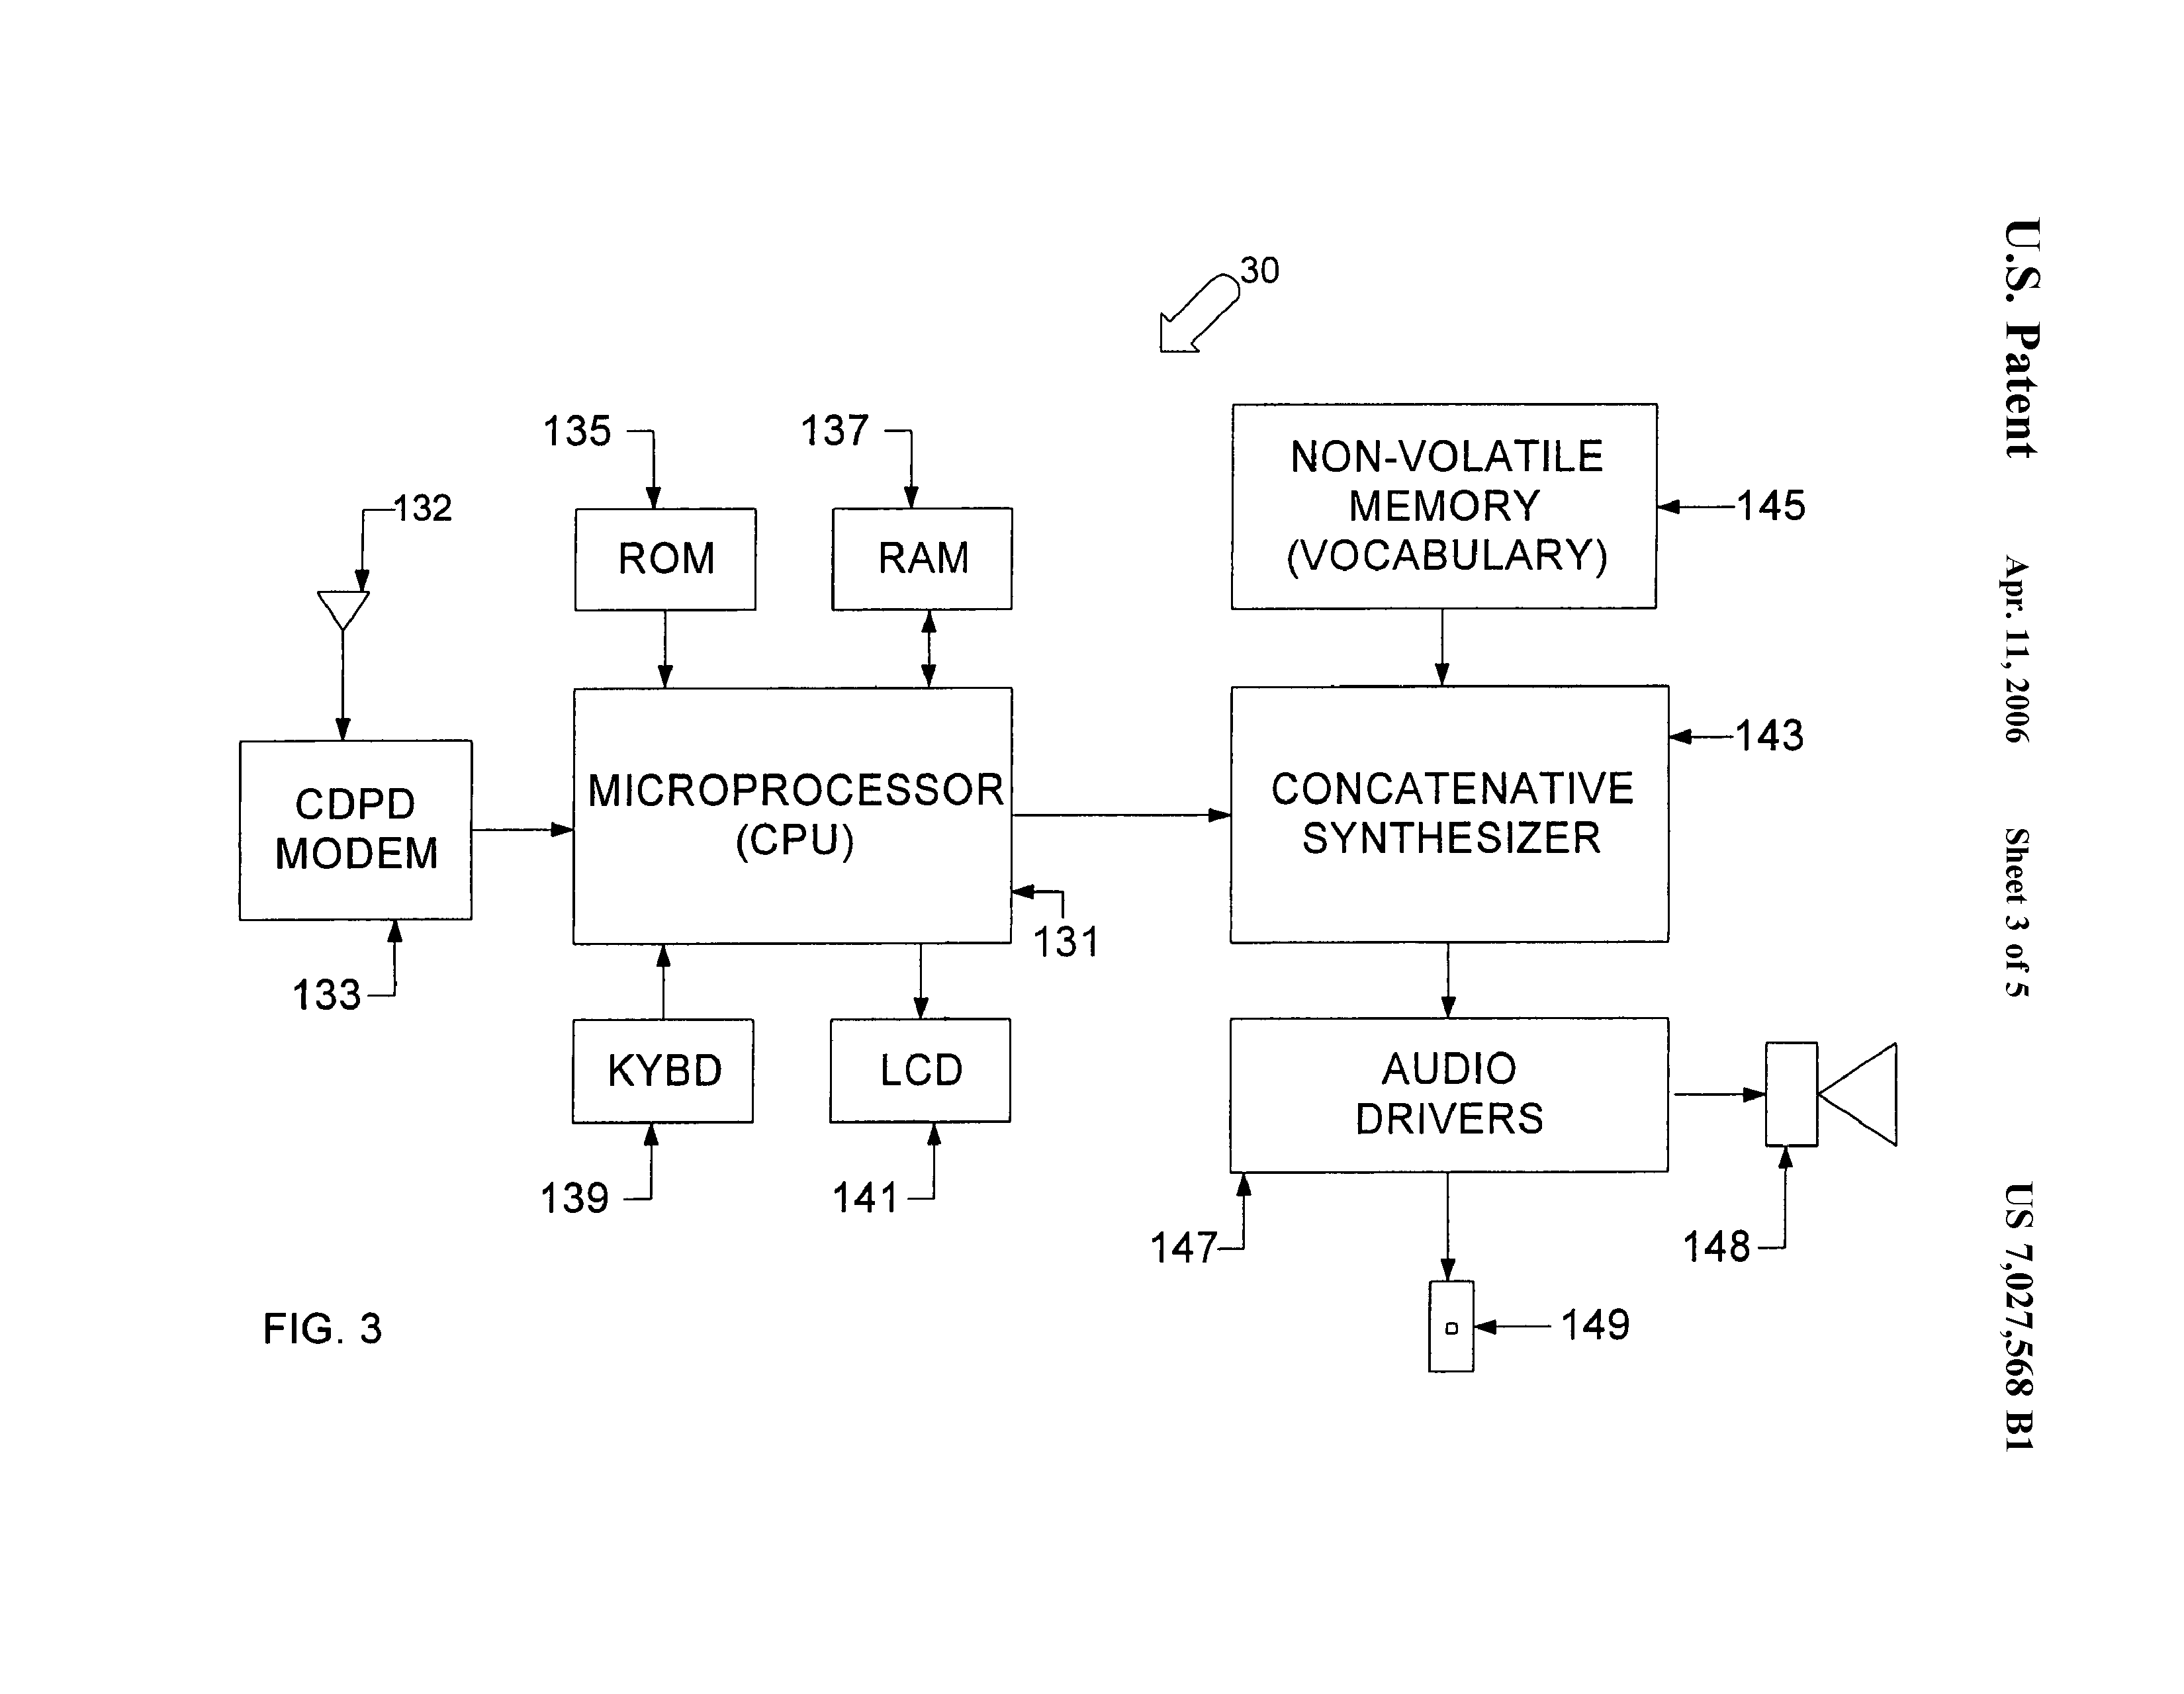 U.S. Patent Apr. 11, 2006 Sheet 3 of 5 US 7,027,568 B1
30
135
137
132
ROM
RAM
NON-VOLATILE
MEMORY
(VOCABULARY)
145
CDPD
MODEM
133
MICROPROCESSOR
(CPU)
131
CONCATENATIVE
SYNTHESIZER
143
KYBD
LCD
139
141
AUDIO
DRIVERS
147
148
149
FIG. 3